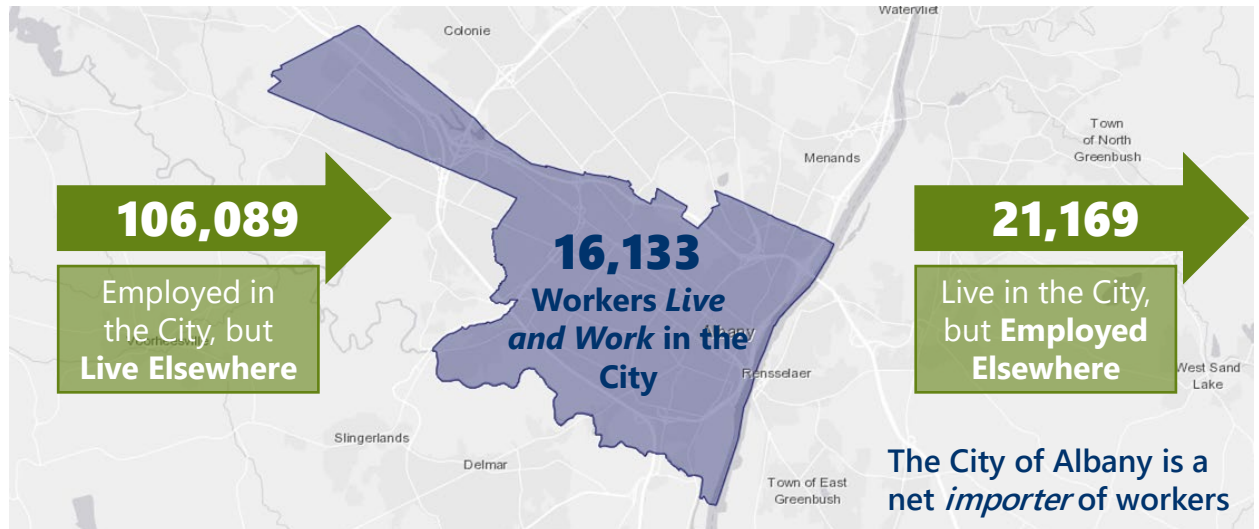 Watervliet
Colonie
Town
of North
Greenbush
Menands
106,089
Employed in
the City, but
Live Elsewhere
Voorheesville
16,133
Workers Live
and Work in the
City
Albany
Rensselaer
21,169
Live in the City,
but Employed
Elsewhere
West Sand
Lake
Slingerlands
Delmar
Town of East
Greenbush
The City of Albany is a
net importer of workers